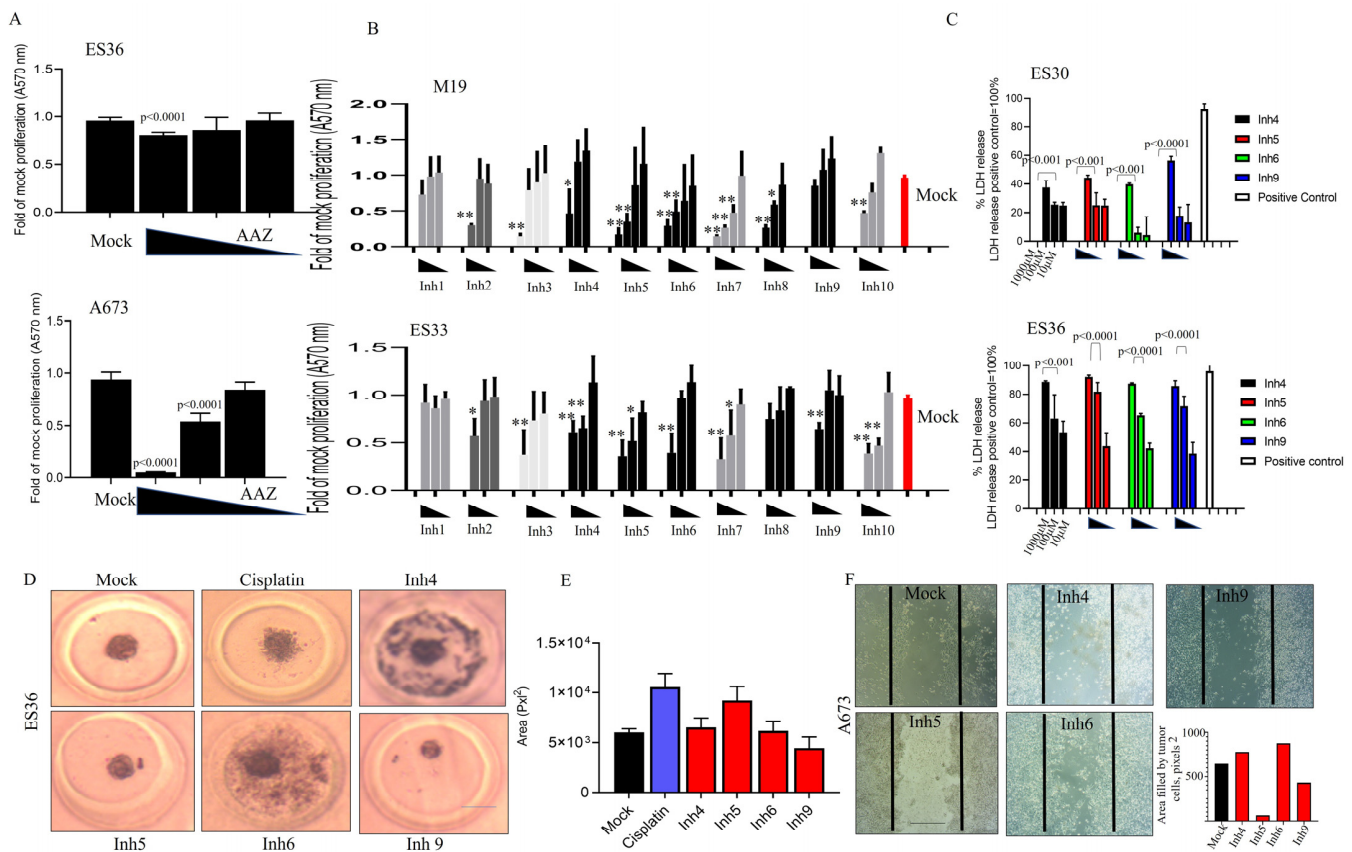 A
ES36
Fold of mock proliferation (A570 nm)
1.5
1.0
0.5
0.0
p<0.0001
Mock
AAZ
A673
Fold of mock proliferation (A570 nm)
1.5
1.0
0.5
0.0
p<0.0001
p<0.0001
Mock
AAZ
B
M19
Fold of mock proliferation (A570 nm)
2.0
1.5
1.0
0.5
0.0
** ** * ** ** ** ** ** ** ** ** * ** **
Mock
Inh1 Inh2 Inh3 Inh4 Inh5 Inh6 Inh7 Inh8 Inh9 Inh10
ES33
Fold of mock proliferation (A570 nm)
1.5
1.0
0.5
0.0
* ** ** ** ** * ** ** * ** ** **
Mock
Inh1 Inh2 Inh3 Inh4 Inh5 Inh6 Inh7 Inh8 Inh9 Inh10
C
ES30
% LDH release
LDH release positive control=100%
100
80
60
40
20
0
p<0.001
p<0.001
p<0.001
p<0.0001
1000µM
100µM
10µM
Inh4
Inh5
Inh6
Inh9
Positive Control
ES36
% LDH release
LDH release positive control=100%
100
80
60
40
20
0
p<0.001
p<0.0001
p<0.0001
p<0.0001
1000µM
100µM
10µM
Inh4
Inh5
Inh6
Inh9
Positive control
D
Mock
Cisplatin
Inh4
ES36
Inh5
Inh6
Inh 9
E
Area (Pxl²)
1.5×10⁴
1×10⁴
5×10³
0
Mock
Cisplatin
Inh4
Inh5
Inh6
Inh9
F
Mock
Inh4
Inh9
A673
Inh5
Inh6
Area filled by tumor
cells, pixels 2
1000
500
0
Mock
Inh4
Inh5
Inh6
Inh9